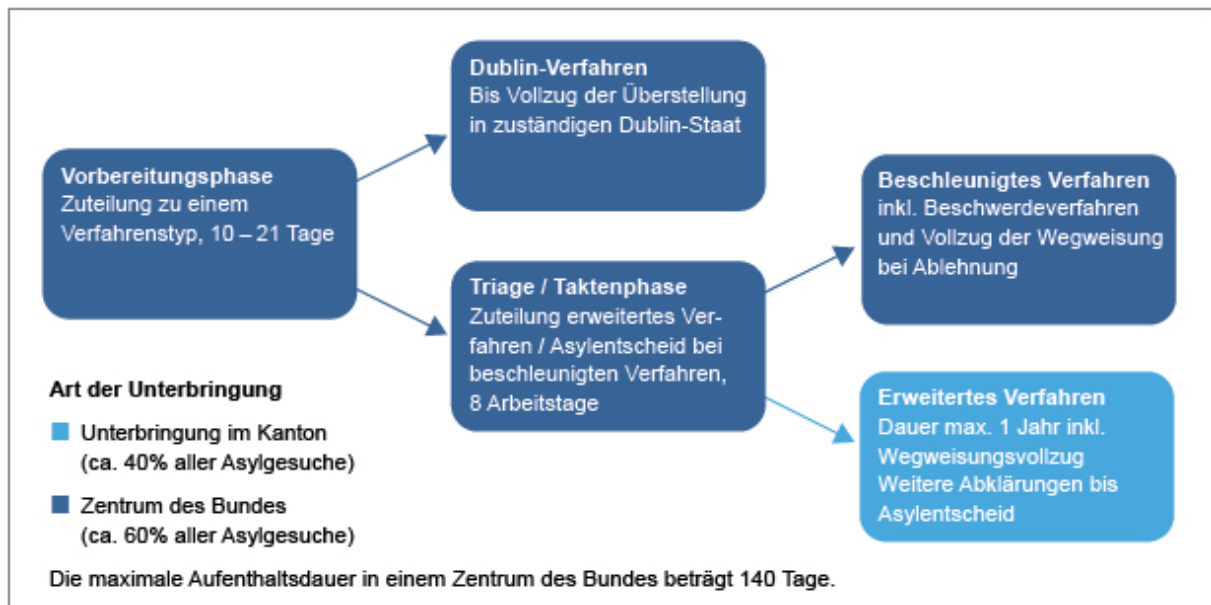 Vorbereitungsphase
Zuteilung zu einem
Verfahrenstyp, 10 – 21 Tage
Dublin-Verfahren
Bis Vollzug der Überstellung
in zuständigen Dublin-Staat
Triage / Taktenphase
Zuteilung erweitertes Ver-
fahren / Asylentscheid bei
beschleunigten Verfahren,
8 Arbeitstage
Beschleunigtes Verfahren
inkl. Beschwerdeverfahren
und Vollzug der Wegweisung
bei Ablehnung
Erweitertes Verfahren
Dauer max. 1 Jahr inkl.
Wegweisungsvollzug
Weitere Abklärungen bis
Asylentscheid
Art der Unterbringung
Unterbringung im Kanton
(ca. 40% aller Asylgesuche)
Zentrum des Bundes
(ca. 60% aller Asylgesuche)
Die maximale Aufenthaltsdauer in einem Zentrum des Bundes beträgt 140 Tage.